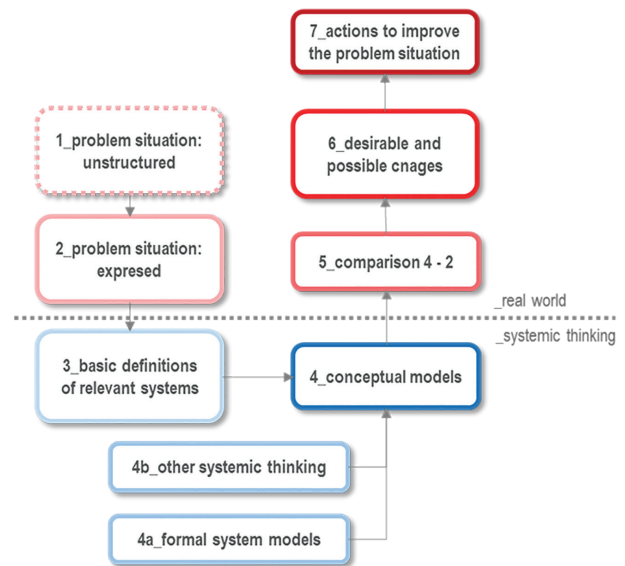 7_actions to improve
the problem situation
1_problem situation:
unstructured
6_desirable and
possible cnages
2_problem situation:
expresed
5_comparison 4 - 2
_real world
_systemic thinking
3_basic definitions
of relevant systems
4_conceptual models
4b_other systemic thinking
4a_formal system models